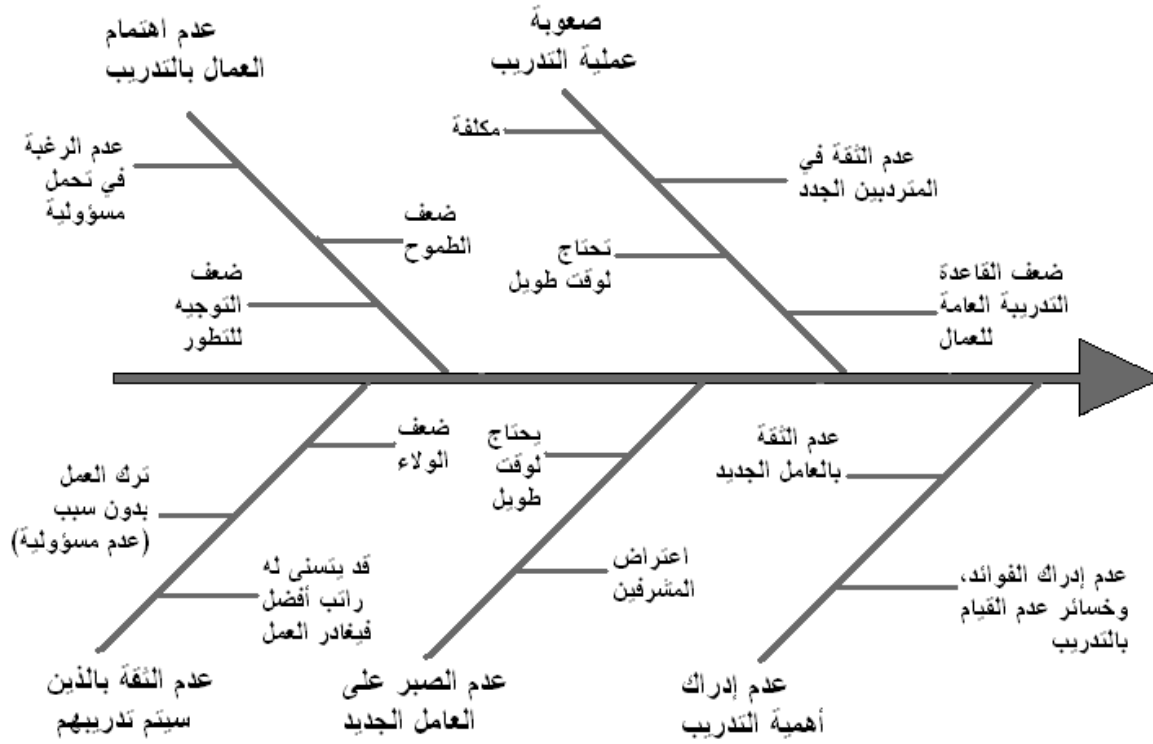 صعوبة
عملية التدريب
مكلفة
عدم الثقة في
المتردبين الجدد
تحتاج
لوقت طويل
ضعف القاعدة
التدريبة العامة
للعمال
عدم اهتمام
العمال بالتدريب
عدم الرغبة
في تحمل
مسؤولية
ضعف
الطموح
ضعف
التوجيه
للتطور
عدم الثقة
بالعامل الجديد
عدم إدراك الفوائد،
وخسائر عدم القيام
بالتدريب
عدم إدراك
أهمية التدريب
يحتاج
لوقت
طويل
اعتراض
المشرفين
عدم الصبر على
العامل الجديد
ضعف
الولاء
ترك العمل
بدون سبب
(عدم مسؤولية)
قد يتسنى له
راتب أفضل
فيغادر العمل
عدم الثقة بالذين
سيتم تدريبهم